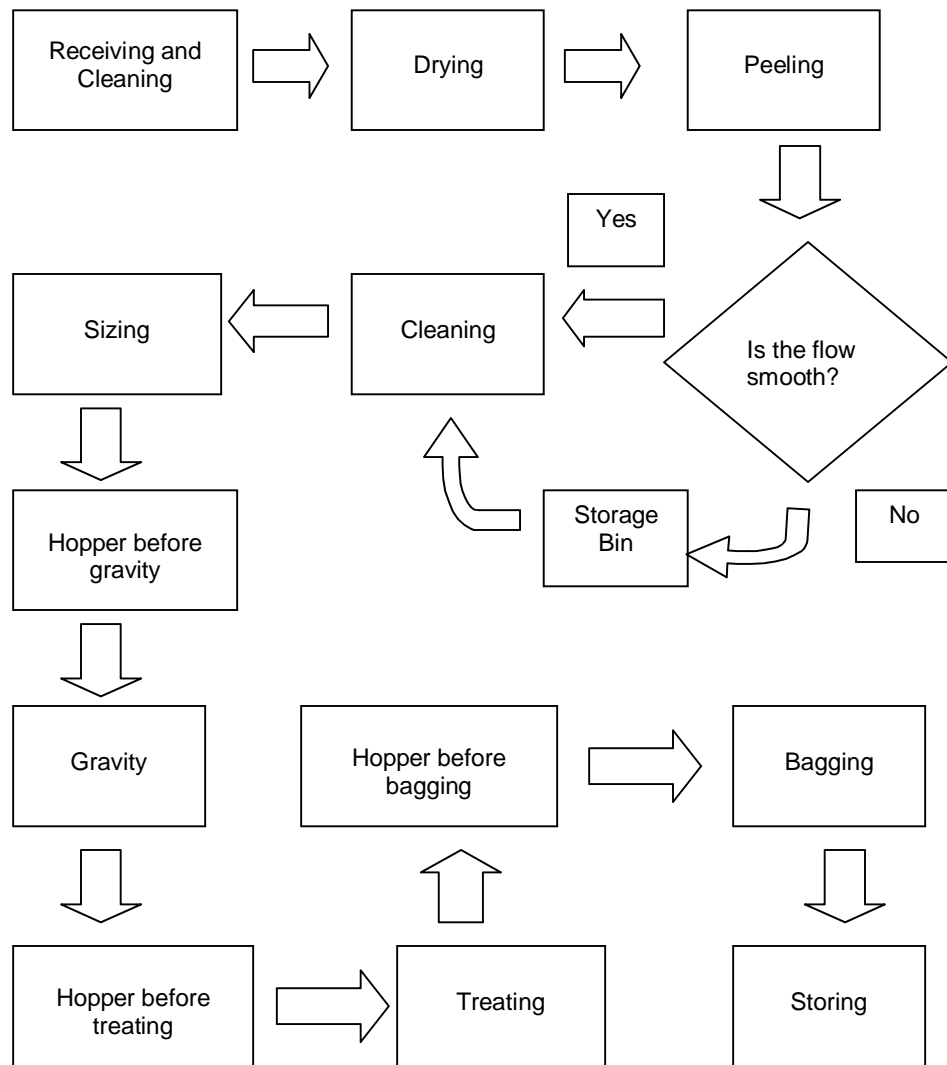 Receiving and
Cleaning
Drying
Peeling
Yes
Sizing
Cleaning
Is the flow
smooth?
Hopper before
gravity
Storage
Bin
No
Gravity
Hopper before
bagging
Bagging
Hopper before
treating
Treating
Storing